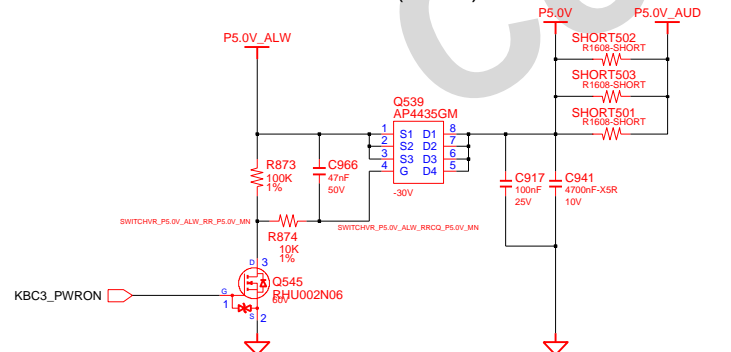 P5.0V P5.0V_AUD
P5.0V_ALW
SHORT502
R1608-SHORT
SHORT503
R1608-SHORT
SHORT501
R1608-SHORT
Q539
AP4435GM
1 S1 D1 8
2 S2 D2 7
3 S3 D3 6
4 G D4 5
-30V
R873
100K
1%
C966
47nF
50V
C917
100nF
25V
C941
4700nF-X5R
10V
SWITCHVR_P5.0V_ALW_RR_P5.0V_MN
SWITCHVR_P5.0V_ALW_RRCQ_P5.0V_MN
R874
10K
1%
D 3
Q545
RHU002N06
60V
KBC3_PWRON
G
1
S 2